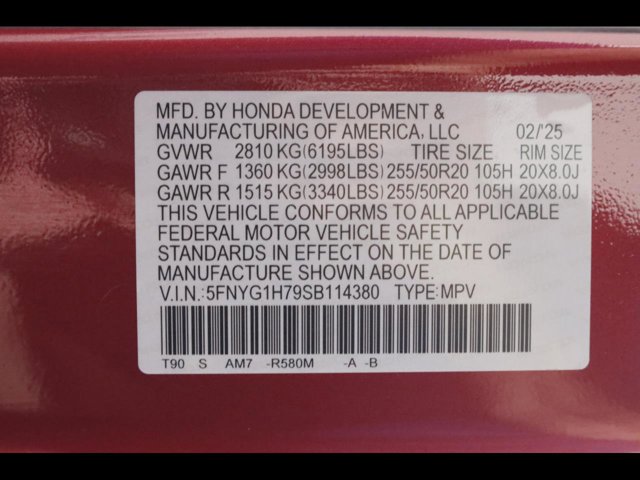 MFD. BY HONDA DEVELOPMENT &
MANUFACTURING OF AMERICA, LLC 02/'25
GVWR 2810 KG(6195LBS) TIRE SIZE RIM SIZE
GAWR F 1360 KG(2998LBS) 255/50R20 105H 20X8.0J
GAWR R 1515 KG(3340LBS) 255/50R20 105H 20X8.0J
THIS VEHICLE CONFORMS TO ALL APPLICABLE
FEDERAL MOTOR VEHICLE SAFETY
STANDARDS IN EFFECT ON THE DATE OF
MANUFACTURE SHOWN ABOVE.
V.I.N.:5FNYG1H79SB114380 TYPE:MPV
T90 S AM7 -R580M -A -B